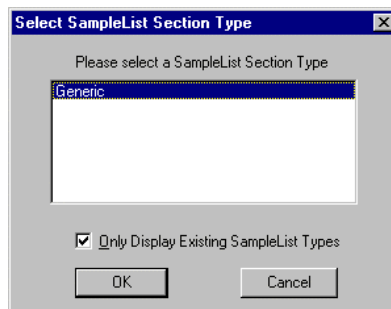 Select SampleList Section Type
Please select a SampleList Section Type
Generic
Only Display Existing SampleList Types
OK Cancel